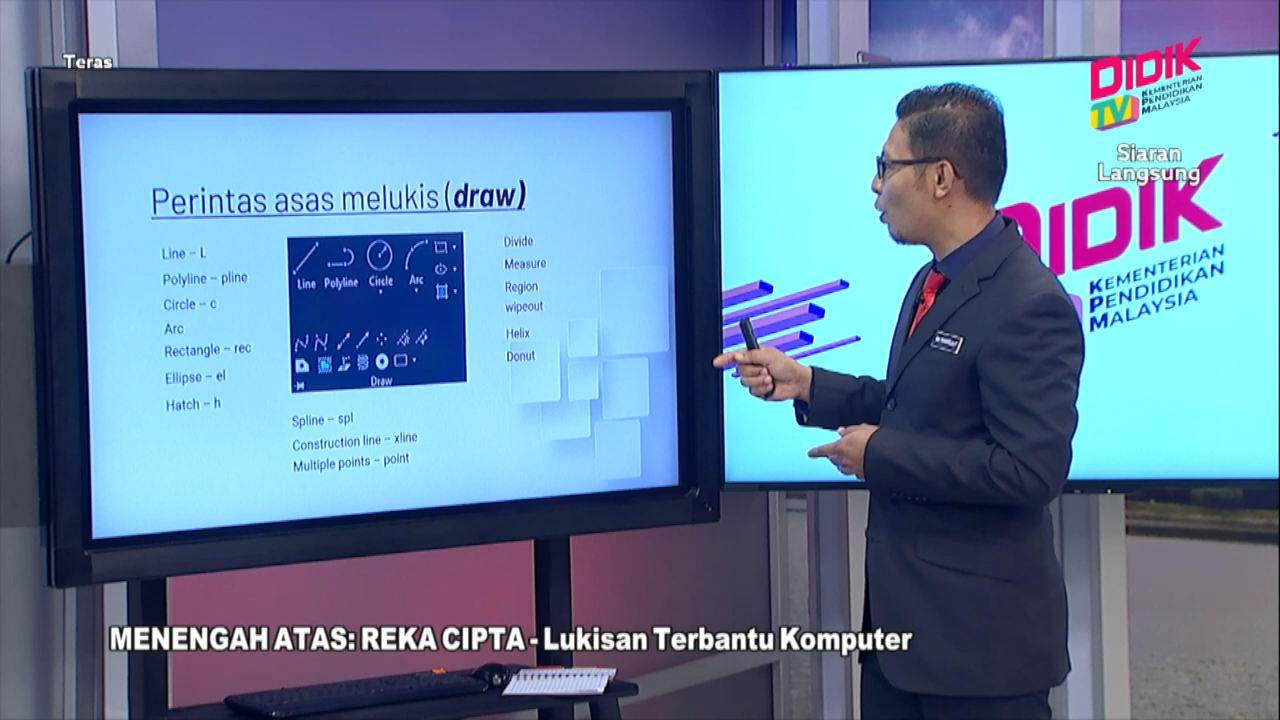 Teras
DIDIK
TV
KEMENTERIAN
PENDIDIKAN
MALAYSIA
Siaran
Langsung
Perintas asas melukis (draw)
Line – L
Polyline – pline
Circle – c
Arc
Rectangle – rec
Ellipse – el
Hatch – h
Line Polyline Circle Arc
Draw
Spline – spl
Construction line – xline
Multiple points – point
Divide
Measure
Region
wipeout
Helix
Donut
DIDIK
KEMENTERIAN
PENDIDIKAN
MALAYSIA
MENENGAH ATAS: REKA CIPTA - Lukisan Terbantu Komputer